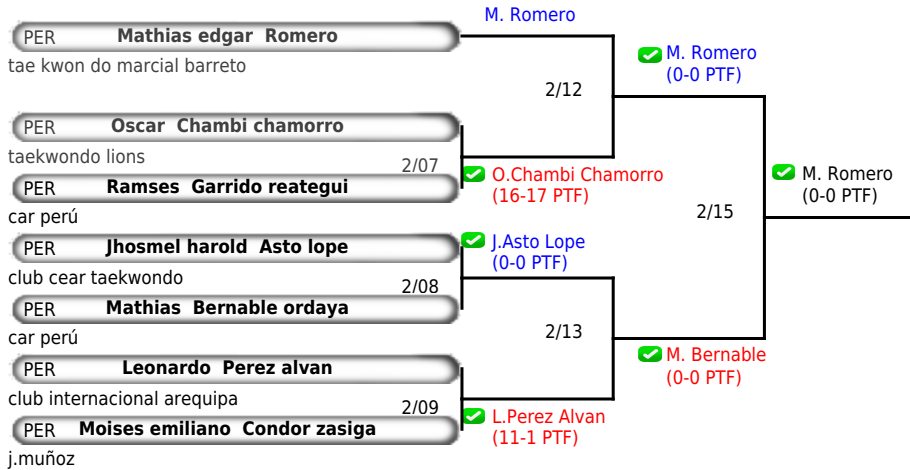 M. Romero
PER Mathias edgar Romero
tae kwon do marcial barreto
M. Romero
(0-0 PTF)
2/12
PER Oscar Chambi chamorro
taekwondo lions
2/07
O.Chambi Chamorro
(16-17 PTF)
PER Ramses Garrido reategui
car perú
M. Romero
(0-0 PTF)
2/15
PER Jhosmel harold Asto lope
club cear taekwondo
J.Asto Lope
(0-0 PTF)
2/08
PER Mathias Bernable ordaya
car perú
2/13
M. Bernable
(0-0 PTF)
PER Leonardo Perez alvan
club internacional arequipa
2/09
L.Perez Alvan
(11-1 PTF)
PER Moises emiliano Condor zasiga
j.muñoz